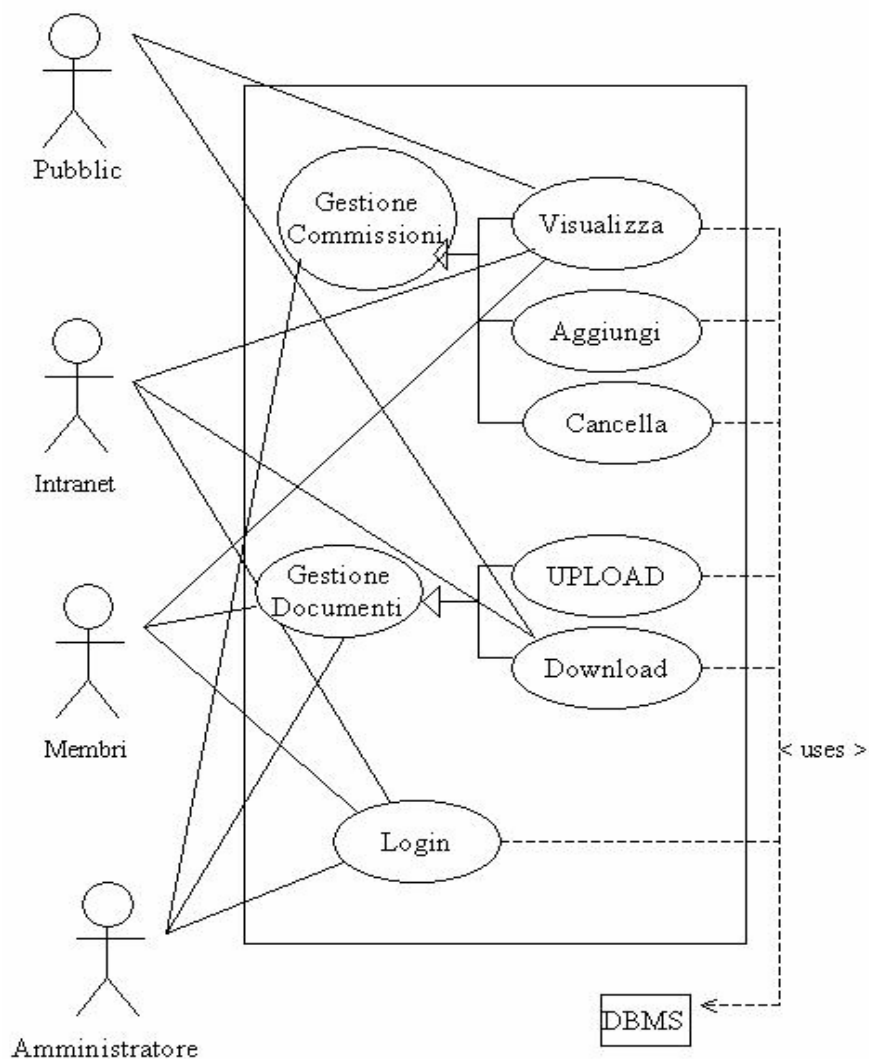 Pubblic
Gestione
Commissioni
Visualizza
Aggiungi
Cancella
Intranet
Gestione
Documenti
UPLOAD
Download
Membri
< uses >
Login
DBMS
Amministratore